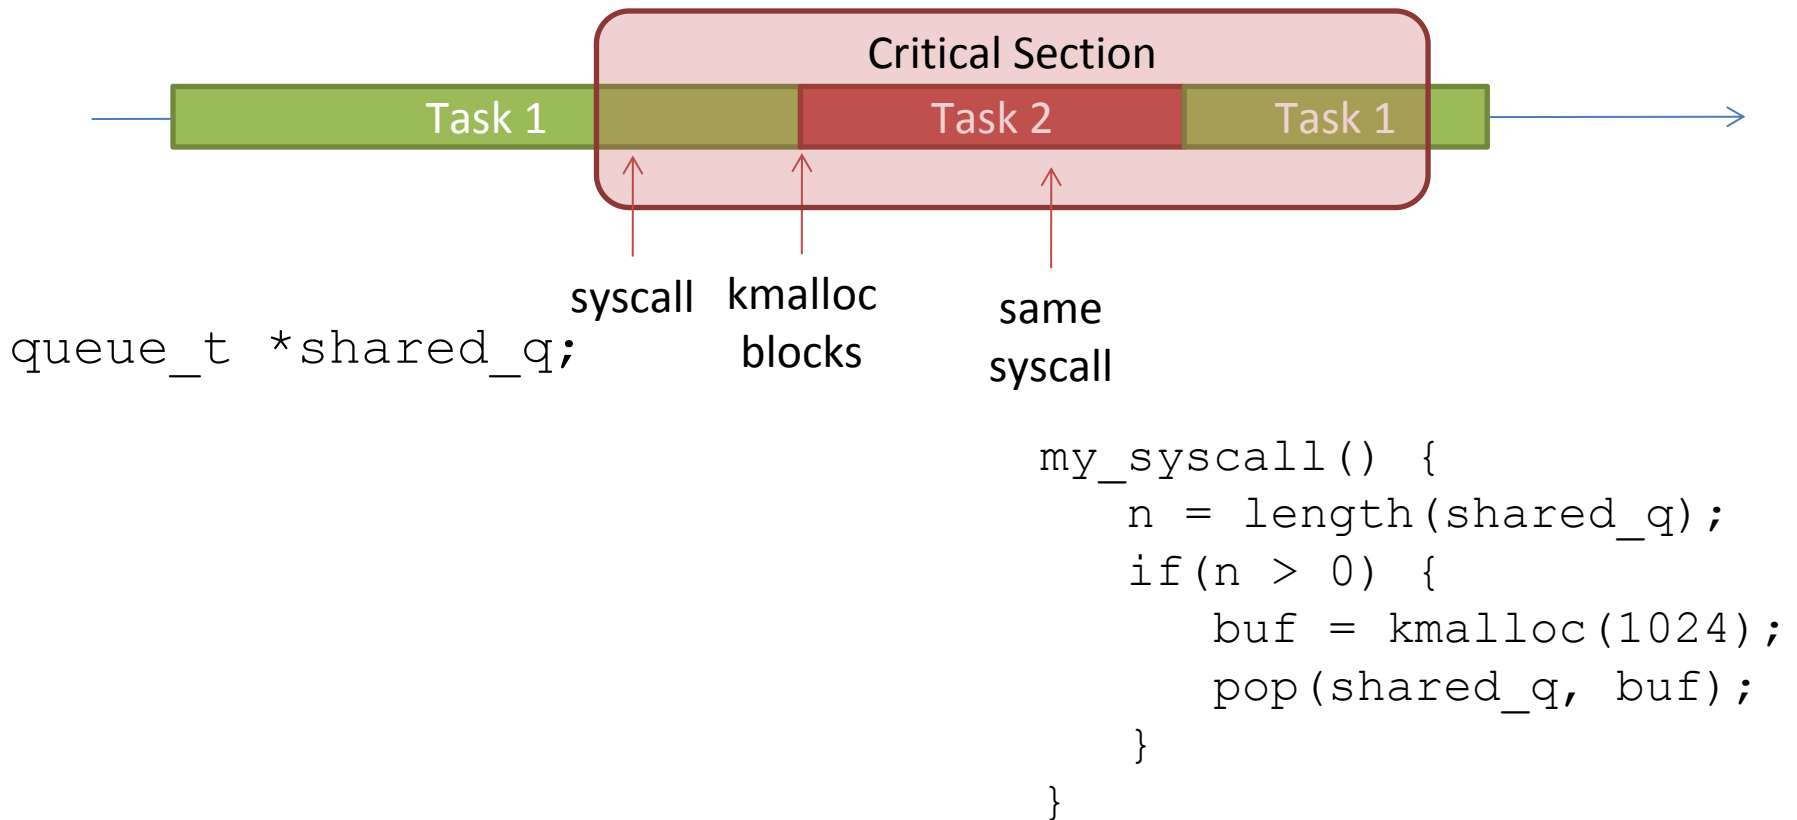 Critical Section
Task 1 Task 2 Task 1
syscall kmalloc blocks same syscall
queue_t *shared_q;
my_syscall() {
n = length(shared_q);
if(n > 0) {
buf = kmalloc(1024);
pop(shared_q, buf);
}
}